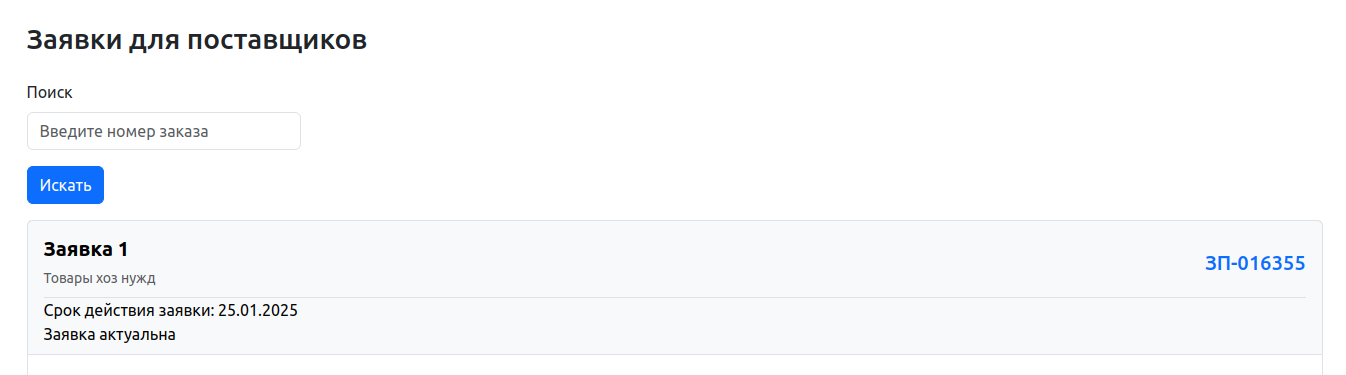 Заявки для поставщиков
Поиск
Введите номер заказа
Искать
Заявка 1
Товары хоз нужд
ЗП-016355
Срок действия заявки: 25.01.2025
Заявка актуальна